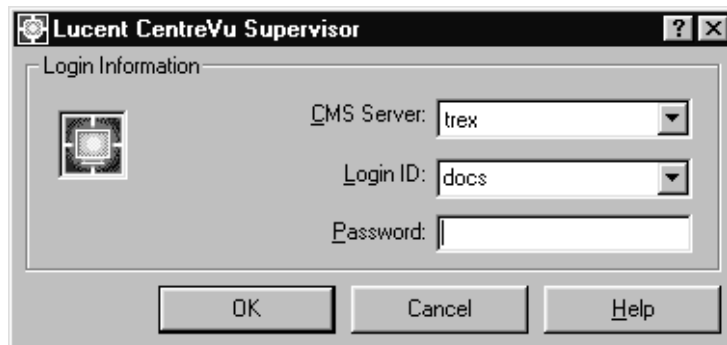 Lucent CentreVu Supervisor
Login Information
CMS Server: trex
Login ID: docs
Password:
OK Cancel Help